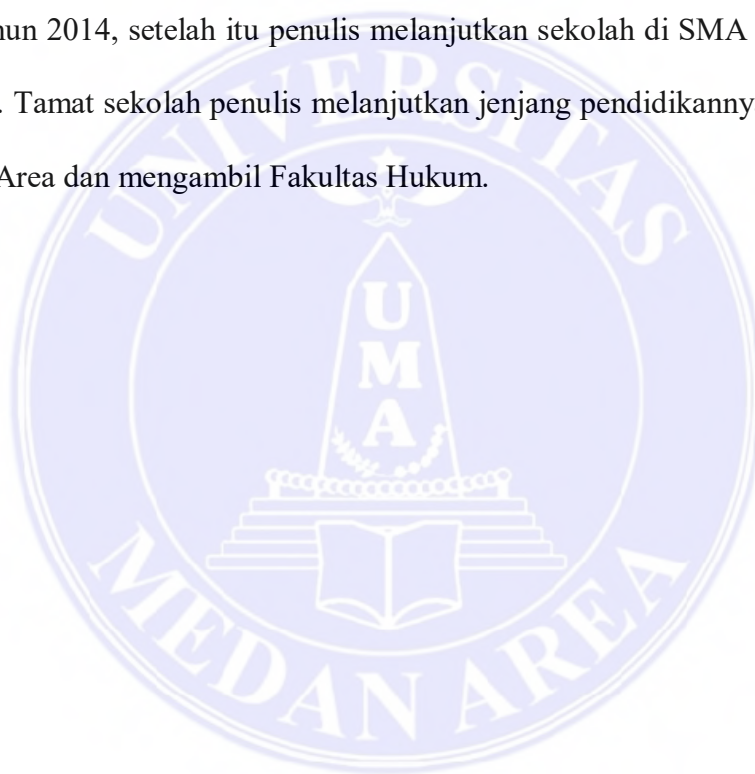 un 2014, setelah itu penulis melanjutkan sekolah di SMA
. Tamat sekolah penulis melanjutkan jenjang pendidikanny
Area dan mengambil Fakultas Hukum.
UNIVERSITAS
UMA
MEDAN AREA